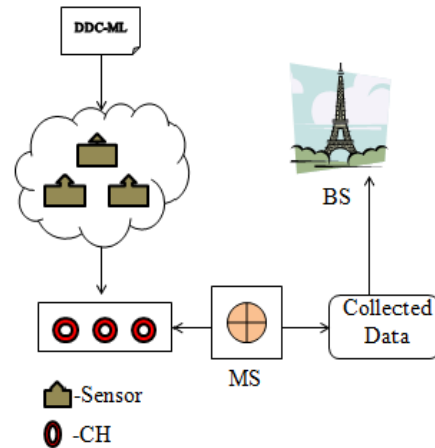 DDC-ML
BS
Collected
Data
MS
-Sensor
-CH